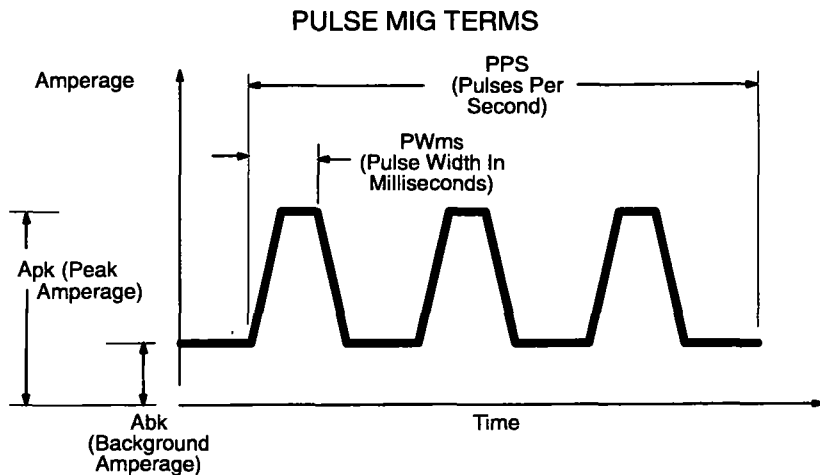 PULSE MIG TERMS
Amperage
PPS
(Pulses Per
Second)
PWms
(Pulse Width In
Milliseconds)
Apk (Peak
Amperage)
Abk
(Background
Amperage)
Time